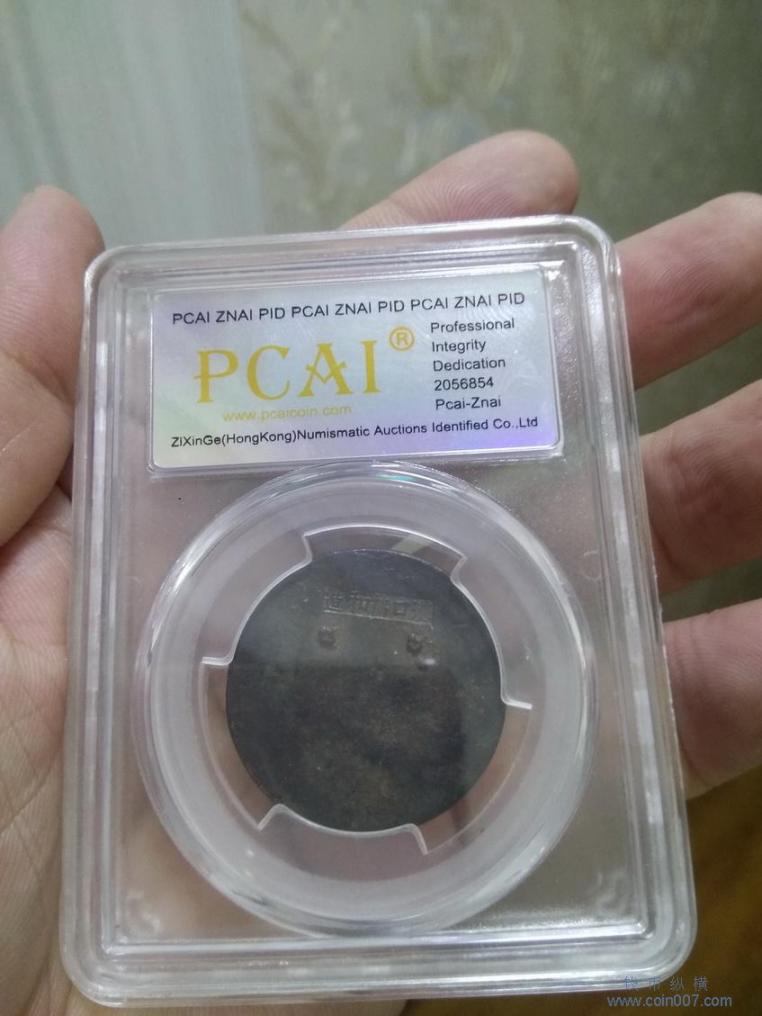 PCAI ZNAI PID PCAI ZNAI PID PCAI ZNAI PID
PCAI®
www.pcaicoin.com
Professional
Integrity
Dedication
2056854
Pcai-Znai
ZiXinGe(HongKong)Numismatic Auctions Identified Co.,Ltd
钱币纵横
www.coin007.com